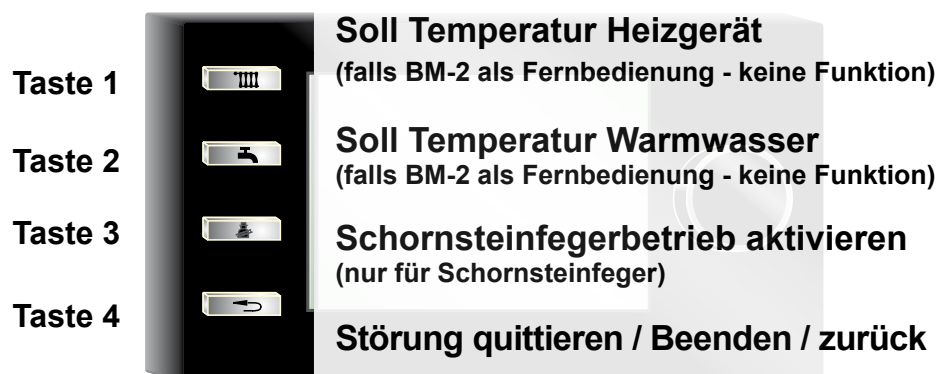 Soll Temperatur Heizgerät
Taste 1
(falls BM-2 als Fernbedienung - keine Funktion)
Soll Temperatur Warmwasser
Taste 2
(falls BM-2 als Fernbedienung - keine Funktion)
Taste 3
Schornsteinfegerbetrieb aktivieren
(nur für Schornsteinfeger)
Taste 4
Störung quittieren / Beenden / zurück